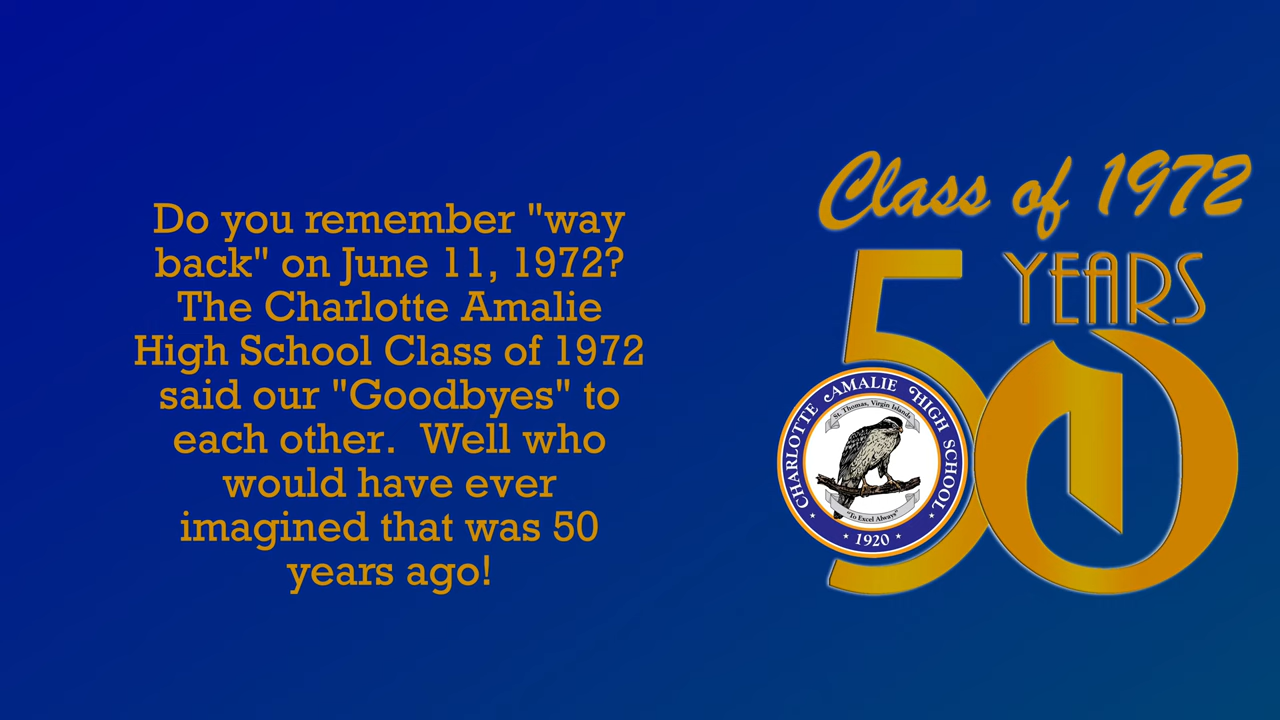 Do you remember "way
back" on June 11, 1972?
The Charlotte Amalie
High School Class of 1972
said our "Goodbyes" to
each other.  Well who
would have ever
imagined that was 50
years ago!
Class of 1972
50 YEARS
CHARLOTTE AMALIE HIGH SCHOOL
St. Thomas, Virgin Islands
"To Excel Always"
1920